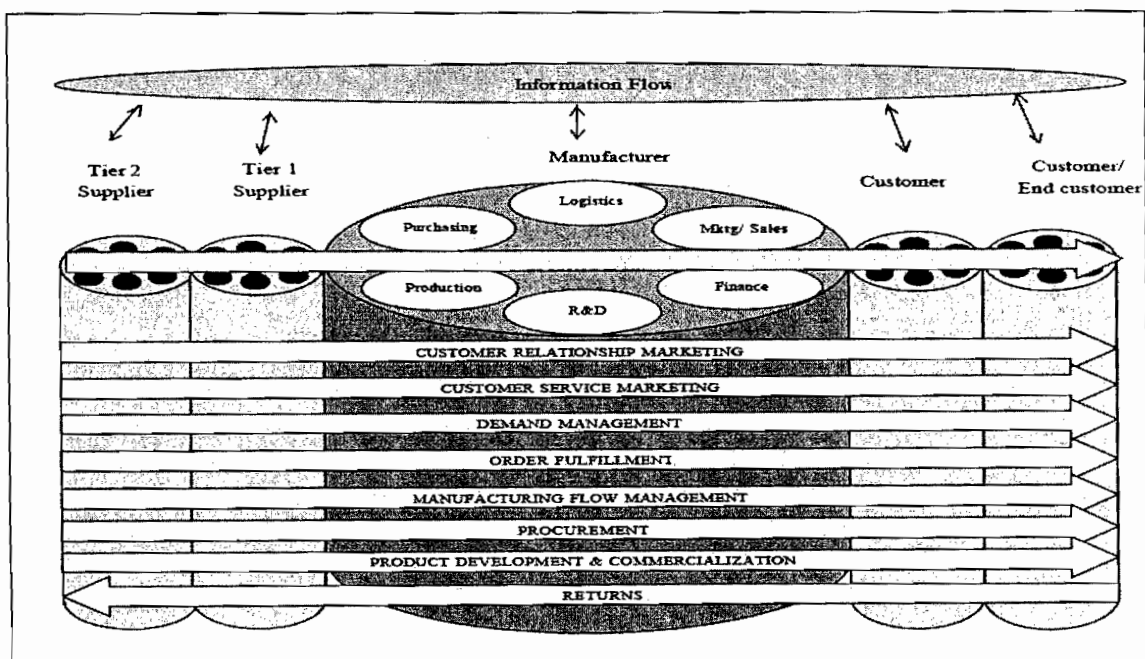 Information Flow
Manufacturer
Tier 2
Supplier
Tier 1
Supplier
Customer
Customer/
End customer
Logistics
Purchasing
Mktg/ Sales
Production
Finance
R&D
CUSTOMER RELATIONSHIP MARKETING
CUSTOMER SERVICE MARKETING
DEMAND MANAGEMENT
ORDER FULFILLMENT
MANUFACTURING FLOW MANAGEMENT
PROCUREMENT
PRODUCT DEVELOPMENT & COMMERCIALIZATION
RETURNS